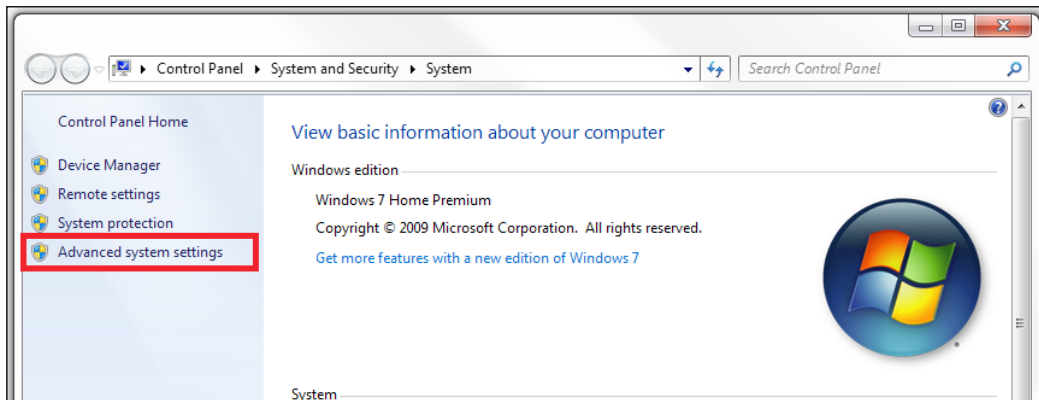 Control Panel System and Security System Search Control Panel
Control Panel Home
Device Manager
Remote settings
System protection
Advanced system settings
View basic information about your computer
Windows edition
Windows 7 Home Premium
Copyright © 2009 Microsoft Corporation. All rights reserved.
Get more features with a new edition of Windows 7
System